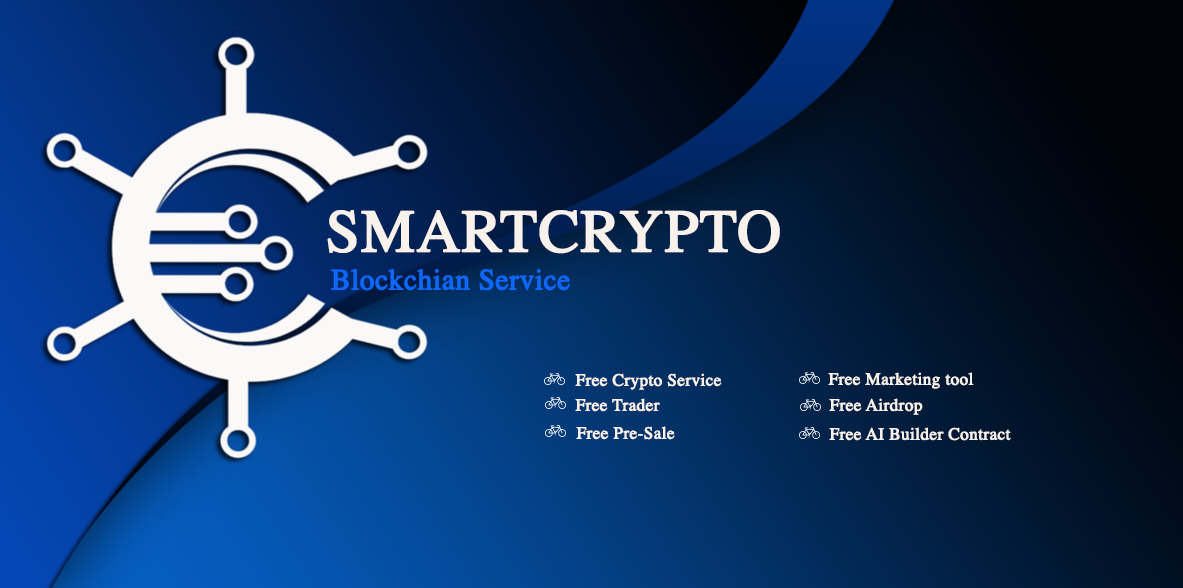 SMARTCRYPTO
Blockchian Service
Free Crypto Service
Free Trader
Free Pre-Sale
Free Marketing tool
Free Airdrop
Free AI Builder Contract